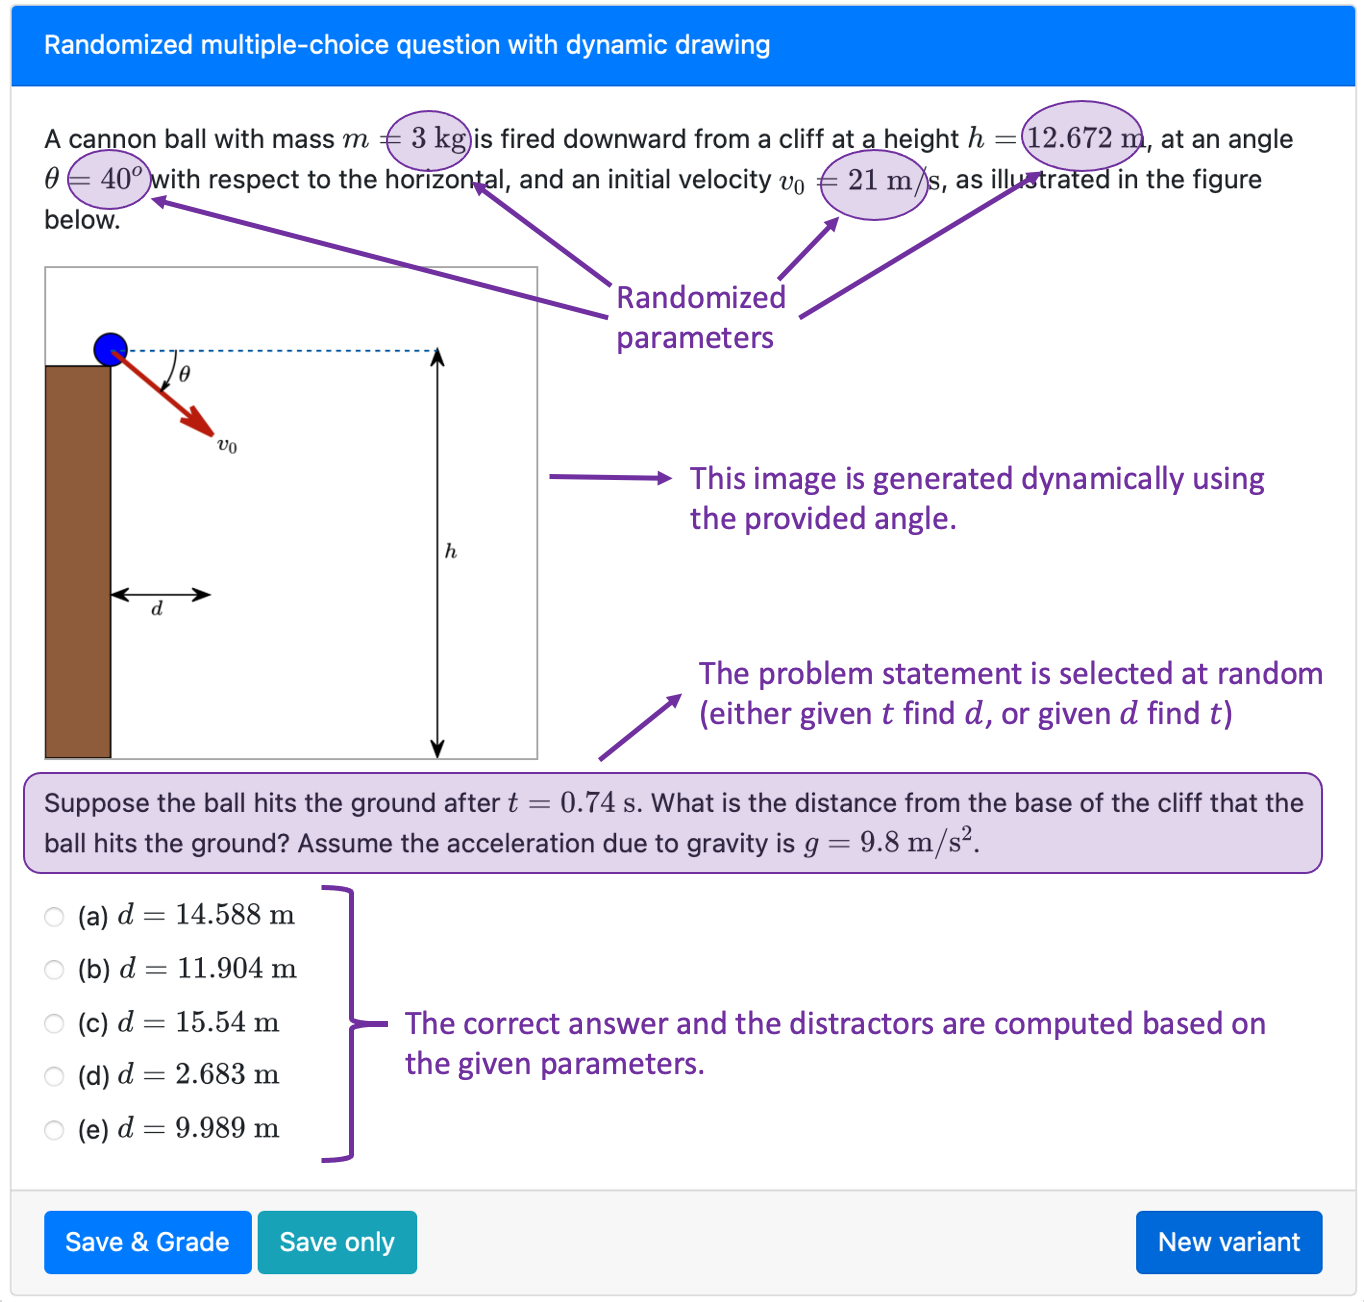 Randomized multiple-choice question with dynamic drawing
A cannon ball with mass m = 3 kg is fired downward from a cliff at a height h = 12.672 m, at an angle
θ = 40° with respect to the horizontal, and an initial velocity v₀ = 21 m/s, as illustrated in the figure
below.
Randomized
parameters
θ
v₀
This image is generated dynamically using
the provided angle.
h
d
The problem statement is selected at random
(either given t find d, or given d find t)
Suppose the ball hits the ground after t = 0.74 s. What is the distance from the base of the cliff that the
ball hits the ground? Assume the acceleration due to gravity is g = 9.8 m/s².
(a) d = 14.588 m
(b) d = 11.904 m
(c) d = 15.54 m
(d) d = 2.683 m
(e) d = 9.989 m
The correct answer and the distractors are computed based on
the given parameters.
Save & Grade
Save only
New variant